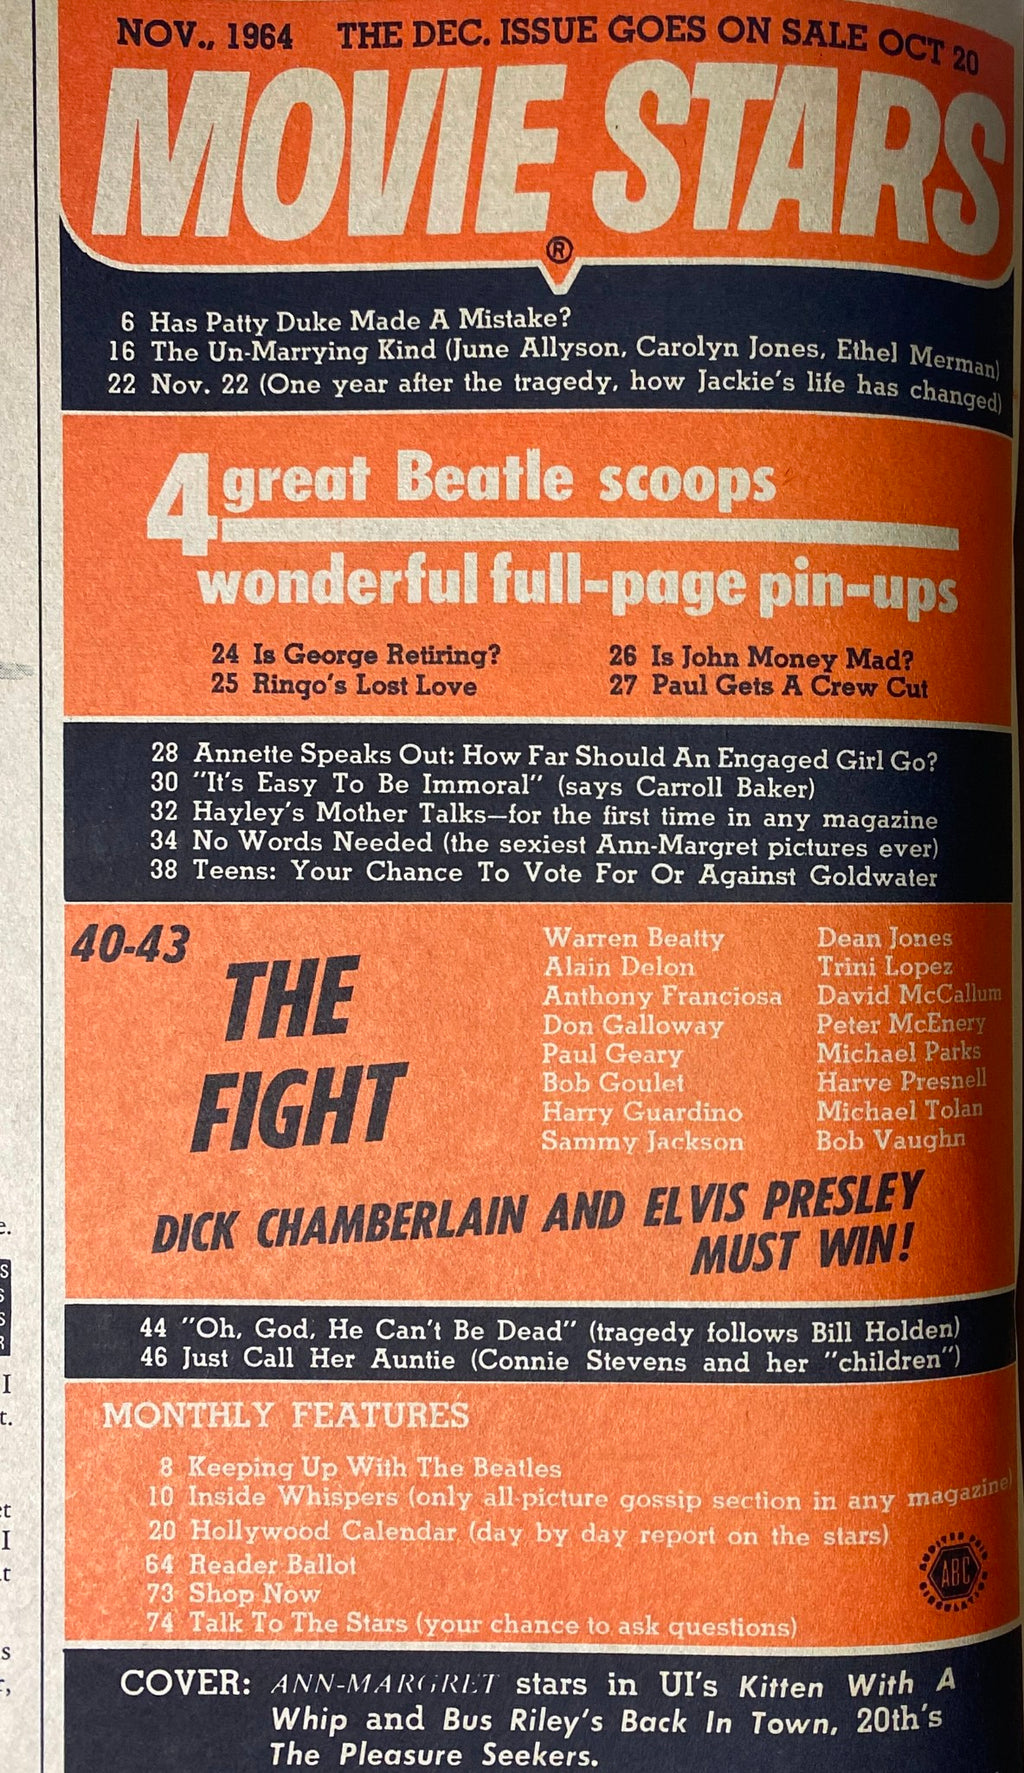 NOV., 1964 THE DEC. ISSUE GOES ON SALE OCT 20
MOVIE STARS
®
6 Has Patty Duke Made A Mistake?
16 The Un-Marrying Kind (June Allyson, Carolyn Jones, Ethel Merman)
22 Nov. 22 (One year after the tragedy, how Jackie's life has changed)
4 great Beatle scoops
wonderful full-page pin-ups
24 Is George Retiring?
25 Ringo's Lost Love
26 Is John Money Mad?
27 Paul Gets A Crew Cut
28 Annette Speaks Out: How Far Should An Engaged Girl Go?
30 "It's Easy To Be Immoral" (says Carroll Baker)
32 Hayley's Mother Talks—for the first time in any magazine
34 No Words Needed (the sexiest Ann-Margret pictures ever)
38 Teens: Your Chance To Vote For Or Against Goldwater
40-43
THE
FIGHT
Warren Beatty
Alain Delon
Anthony Franciosa
Don Galloway
Paul Geary
Bob Goulet
Harry Guardino
Sammy Jackson
Dean Jones
Trini Lopez
David McCallum
Peter McEnery
Michael Parks
Harve Presnell
Michael Tolan
Bob Vaughn
DICK CHAMBERLAIN AND ELVIS PRESLEY
MUST WIN!
44 "Oh, God, He Can't Be Dead" (tragedy follows Bill Holden)
46 Just Call Her Auntie (Connie Stevens and her "children")
MONTHLY FEATURES
8 Keeping Up With The Beatles
10 Inside Whispers (only all-picture gossip section in any magazine)
20 Hollywood Calendar (day by day report on the stars)
64 Reader Ballot
73 Shop Now
74 Talk To The Stars (your chance to ask questions)
AUDITED PAID
ABC
CIRCULATION
COVER: ANN-MARGRET stars in UI's Kitten With A
Whip and Bus Riley's Back In Town, 20th's
The Pleasure Seekers.